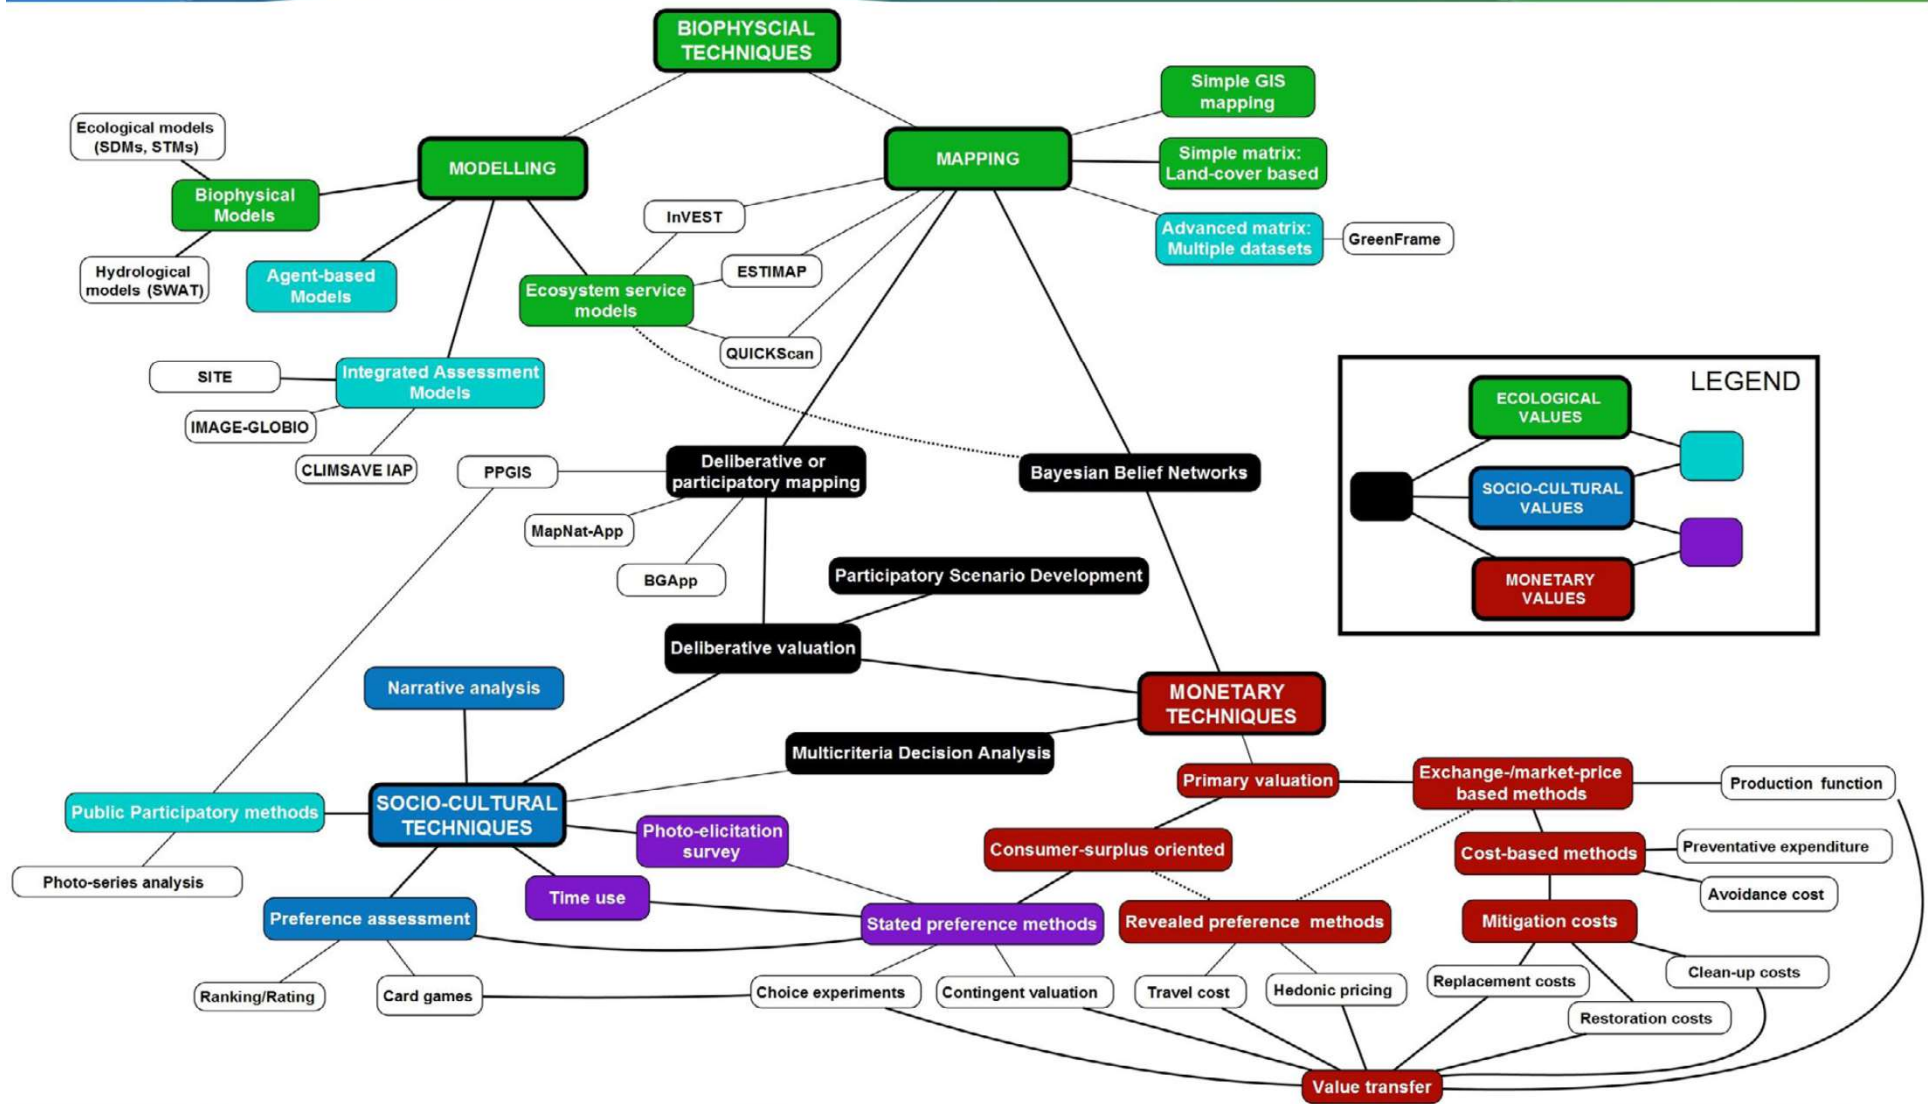 BIOPHYSCIAL
TECHNIQUES
Simple GIS
mapping
Ecological models
(SDMs, STMs)
MODELLING
MAPPING
Simple matrix:
Land-cover based
Biophysical
Models
InVEST
Advanced matrix:
Multiple datasets
GreenFrame
Hydrological
models (SWAT)
Agent-based
Models
ESTIMAP
Ecosystem service
models
QUICKScan
SITE
Integrated Assessment
Models
IMAGE-GLOBIO
CLIMSAVE IAP
LEGEND
ECOLOGICAL
VALUES
SOCIO-CULTURAL
VALUES
MONETARY
VALUES
PPGIS
Deliberative or
participatory mapping
Bayesian Belief Networks
MapNat-App
BGApp
Participatory Scenario Development
Deliberative valuation
Narrative analysis
MONETARY
TECHNIQUES
Multicriteria Decision Analysis
Primary valuation
Exchange-/market-price
based methods
Production function
Public Participatory methods
SOCIO-CULTURAL
TECHNIQUES
Photo-elicitation
survey
Consumer-surplus oriented
Cost-based methods
Preventative expenditure
Photo-series analysis
Avoidance cost
Time use
Preference assessment
Stated preference methods
Revealed preference methods
Mitigation costs
Ranking/Rating
Card games
Choice experiments
Contingent valuation
Travel cost
Hedonic pricing
Replacement costs
Clean-up costs
Restoration costs
Value transfer